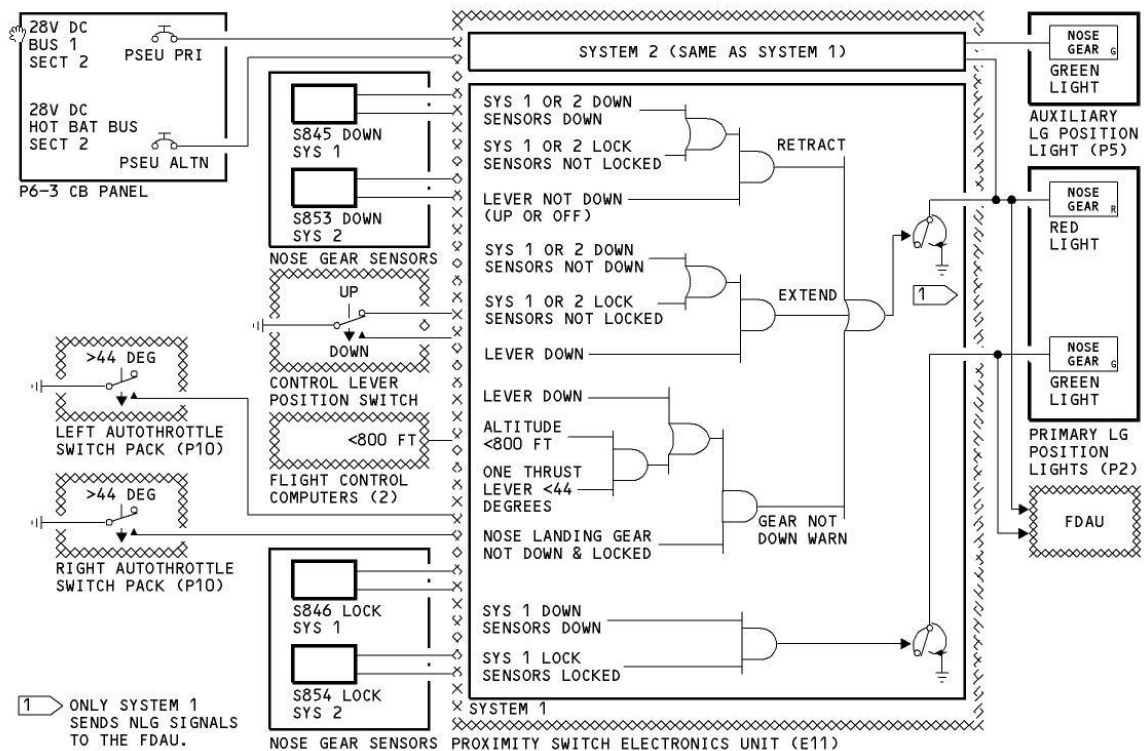 28V DC
BUS 1
SECT 2
PSEU PRI
28V DC
HOT BAT BUS
SECT 2
PSEU ALTN
P6-3 CB PANEL
S845 DOWN
SYS 1
S853 DOWN
SYS 2
NOSE GEAR SENSORS
UP
DOWN
CONTROL LEVER
POSITION SWITCH
>44 DEG
LEFT AUTOTHROTTLE
SWITCH PACK (P10)
<800 FT
FLIGHT CONTROL
COMPUTERS (2)
>44 DEG
RIGHT AUTOTHROTTLE
SWITCH PACK (P10)
S846 LOCK
SYS 1
S854 LOCK
SYS 2
NOSE GEAR SENSORS
SYSTEM 2 (SAME AS SYSTEM 1)
SYS 1 OR 2 DOWN
SENSORS DOWN
SYS 1 OR 2 LOCK
SENSORS NOT LOCKED
LEVER NOT DOWN
(UP OR OFF)
RETRACT
SYS 1 OR 2 DOWN
SENSORS NOT DOWN
SYS 1 OR 2 LOCK
SENSORS NOT LOCKED
LEVER DOWN
EXTEND
LEVER DOWN
ALTITUDE
<800 FT
ONE THRUST
LEVER <44
DEGREES
NOSE LANDING GEAR
NOT DOWN & LOCKED
GEAR NOT
DOWN WARN
SYS 1 DOWN
SENSORS DOWN
SYS 1 LOCK
SENSORS LOCKED
SYSTEM 1
PROXIMITY SWITCH ELECTRONICS UNIT (E11)
1
NOSE
GEAR G
GREEN
LIGHT
AUXILIARY
LG POSITION
LIGHT (P5)
NOSE
GEAR R
RED
LIGHT
NOSE
GEAR G
GREEN
LIGHT
PRIMARY LG
POSITION
LIGHTS (P2)
FDAU
1 ONLY SYSTEM 1
SENDS NLG SIGNALS
TO THE FDAU.